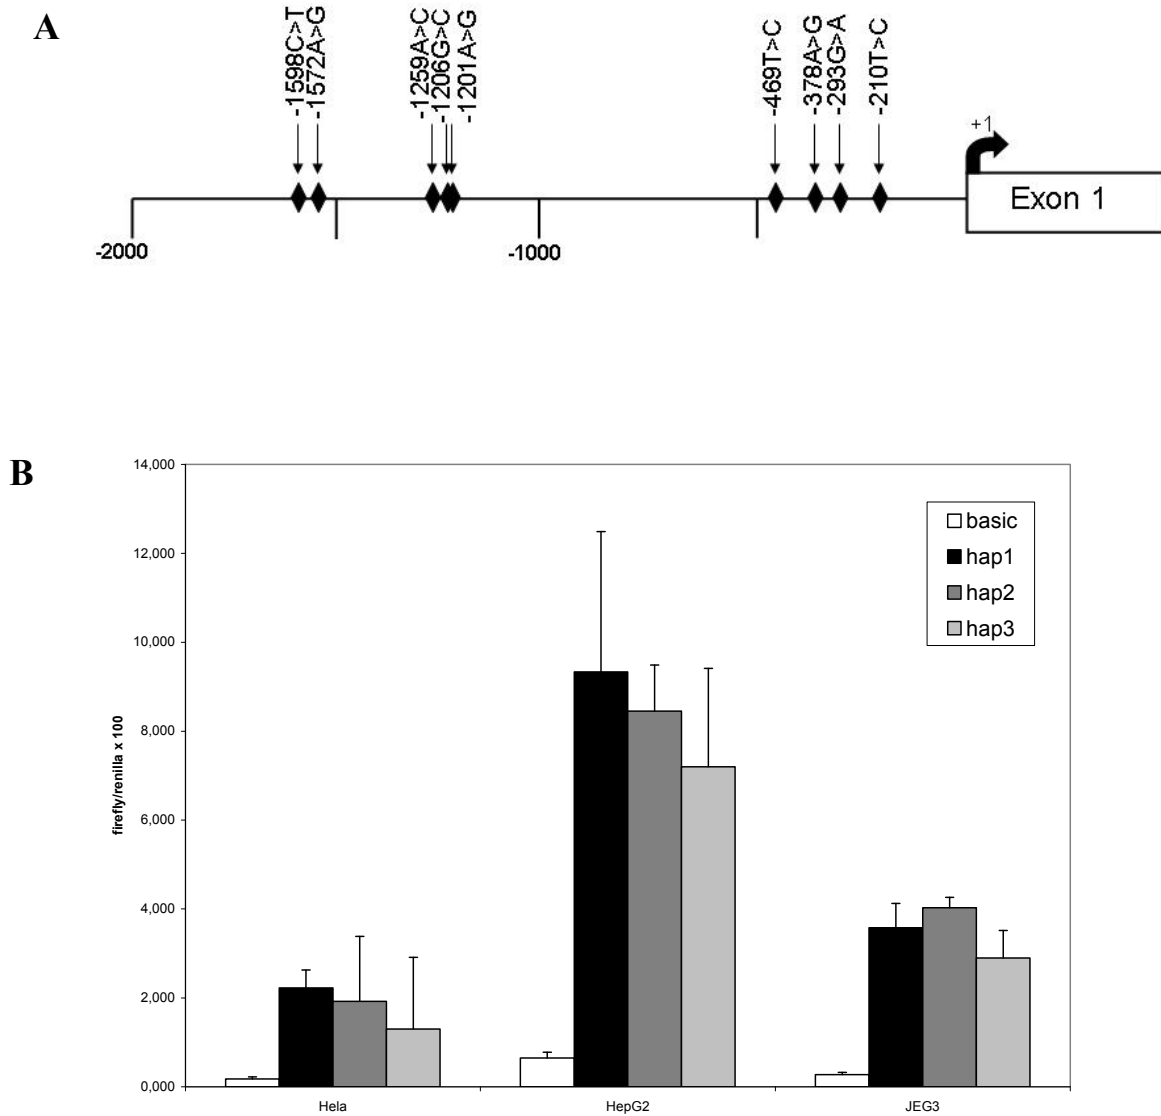 A
-1598C>T
-1572A>G
-1259A>C
-1206G>C
-1201A>G
-469T>C
-378A>G
-293G>A
-210T>C
+1
Exon 1
-2000
-1000
B
14,000
12,000
10,000
8,000
6,000
4,000
2,000
0,000
firefly/renilla x 100
basic
hap1
hap2
hap3
Hela
HepG2
JEG3